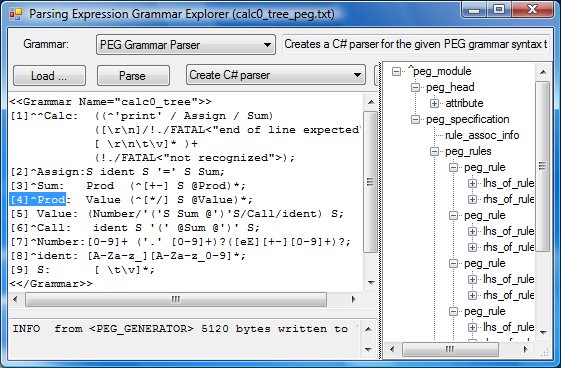 Parsing Expression Grammar Explorer (calc0_tree_peg.txt)
Grammar: PEG Grammar Parser Creates a C# parser for the given PEG grammar syntax t
Load ... Parse Create C# parser
<<Grammar Name="calc0_tree">>
[1]^^Calc: ((^'print' / Assign / Sum)
([\r\n]/!./FATAL<"end of line expected"
[ \r\n\t\v]* )+
(!./FATAL<"not recognized">);
[2]^Assign:S ident S '=' S Sum;
[3]^Sum: Prod (^[+-] S @Prod)*;
[4]^Prod: Value (^[*/] S @Value)*;
[5] Value: (Number/'('S Sum @')'S/Call/ident) S;
[6]^Call: ident S '(' @Sum @')' S;
[7]^Number:[0-9]+ ('.' [0-9]+)?([eE][+-][0-9]+)?;
[8]^ident: [A-Za-z_][A-Za-z_0-9]*;
[9] S: [ \t\v]*;
<</Grammar>>
INFO from <PEG_GENERATOR> 5120 bytes written to '
^peg_module
peg_head
attribute
peg_specification
rule_assoc_info
peg_rules
peg_rule
lhs_of_rule
rhs_of_rule
peg_rule
lhs_of_rule
rhs_of_rule
peg_rule
lhs_of_rule
rhs_of_rule
peg_rule
lhs_of_rule